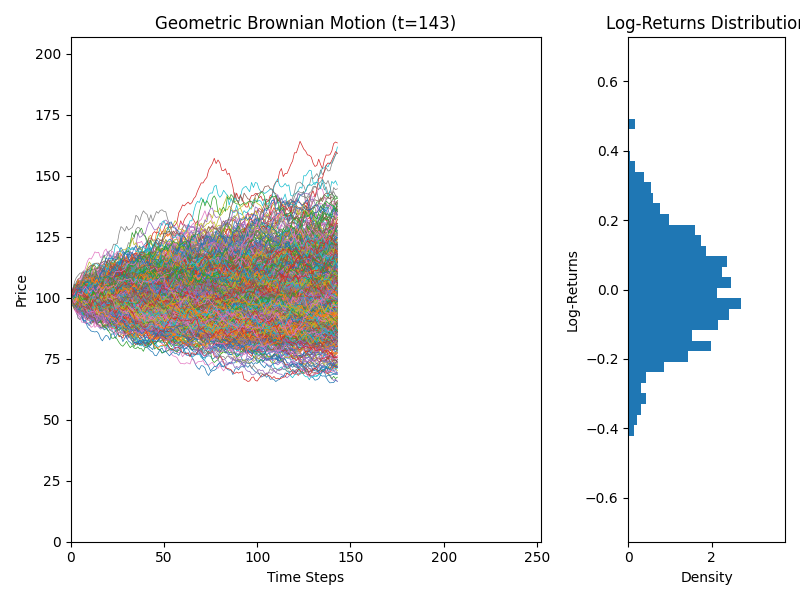 Geometric Brownian Motion (t=143)
200
175
150
125
100
75
50
25
0
Price
0 50 100 150 200 250
Time Steps
Log-Returns Distribution
0.6
0.4
0.2
0.0
−0.2
−0.4
−0.6
Log-Returns
0 2
Density